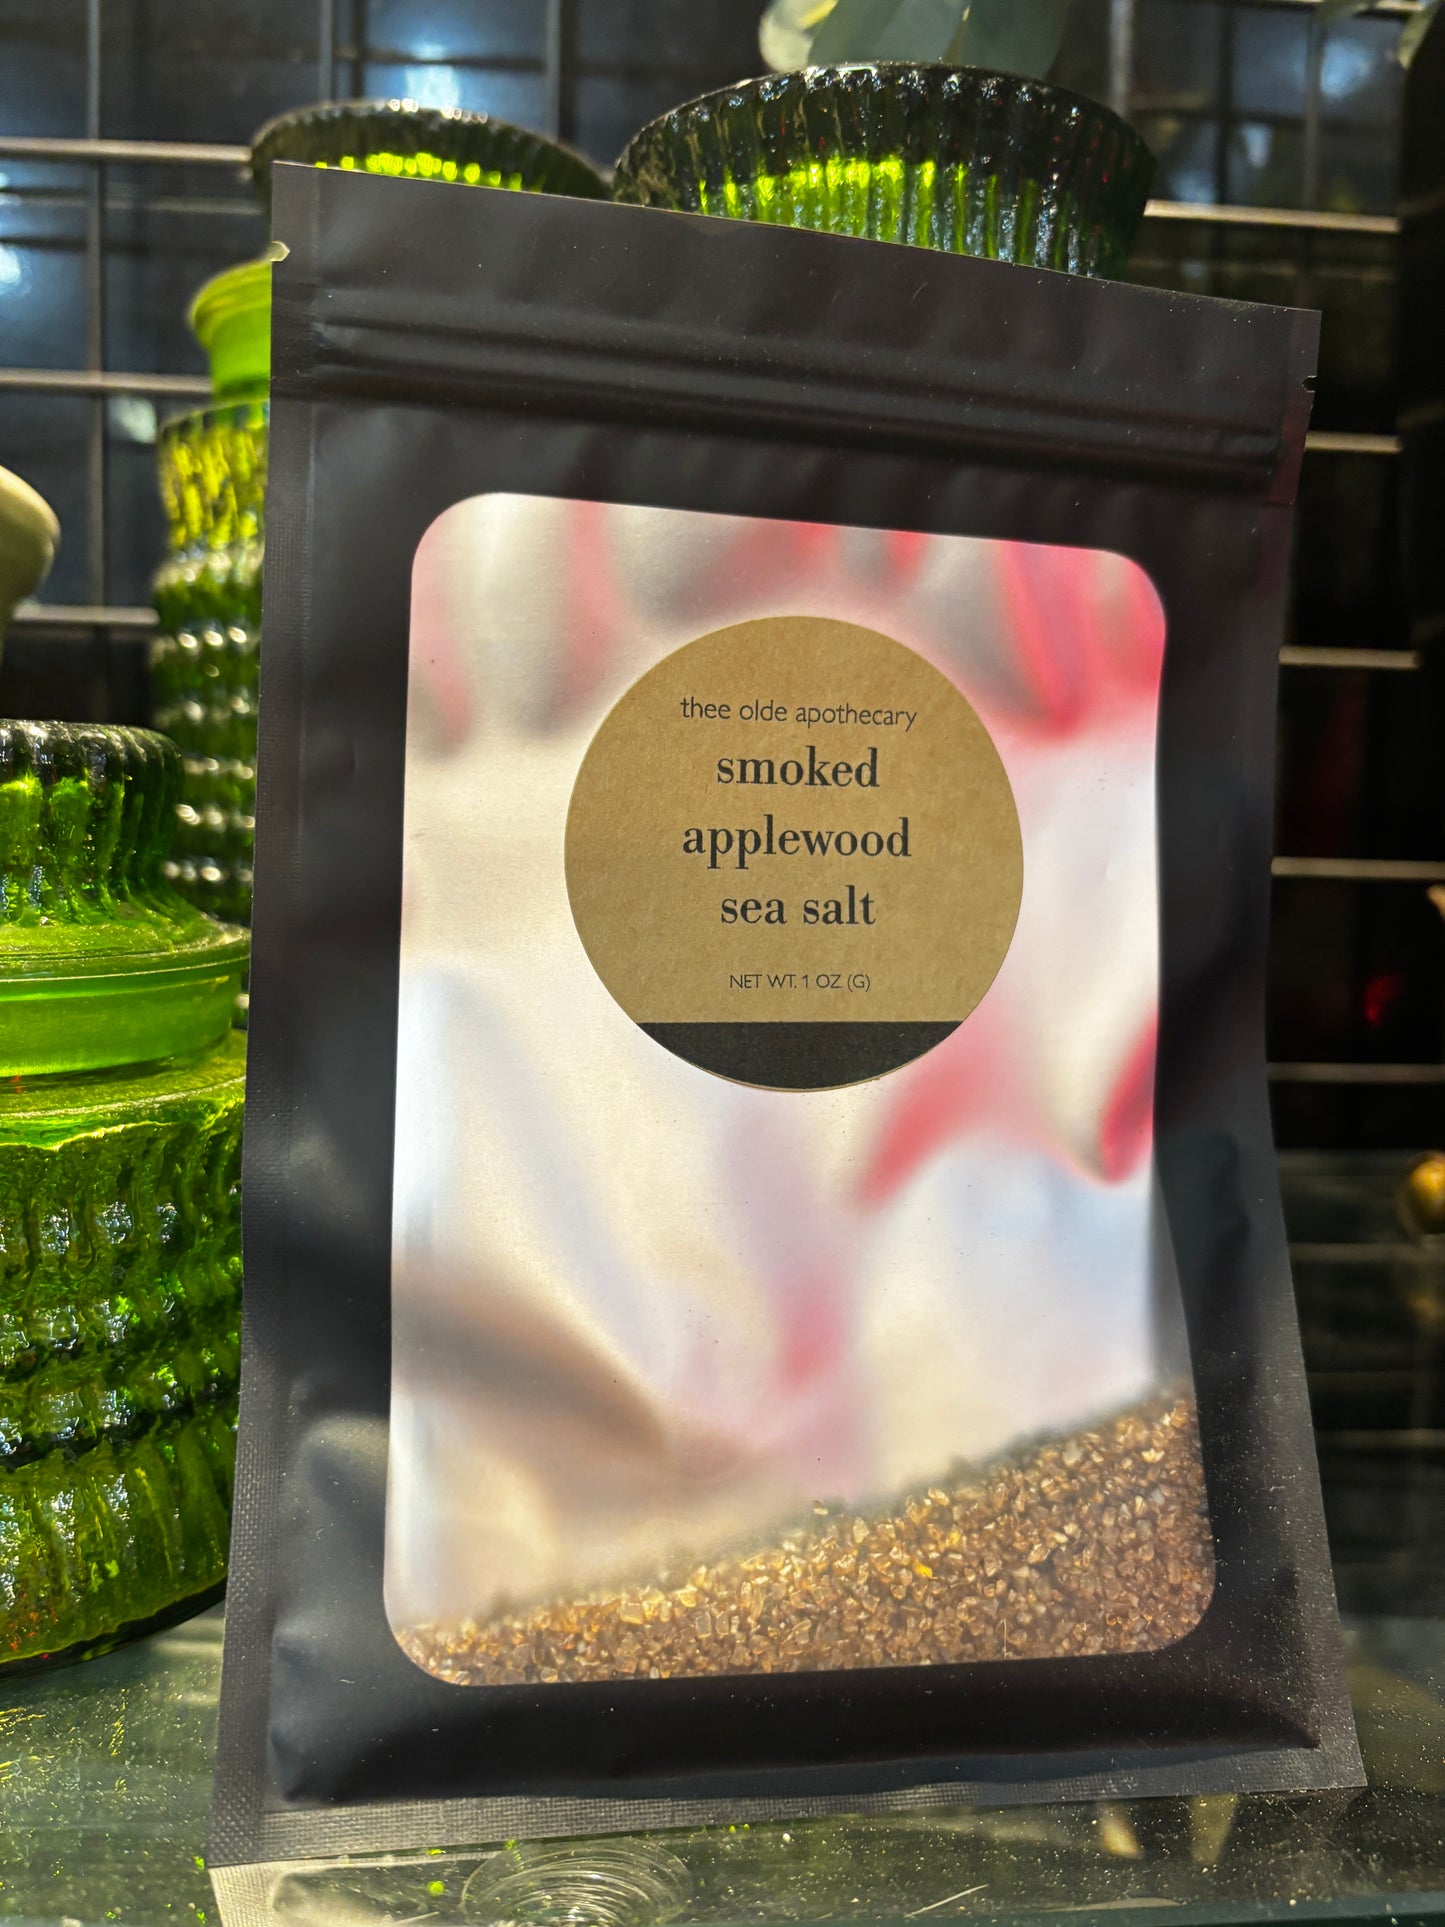 thee olde apothecary
smoked
applewood
sea salt
NET WT. 1 OZ (G)